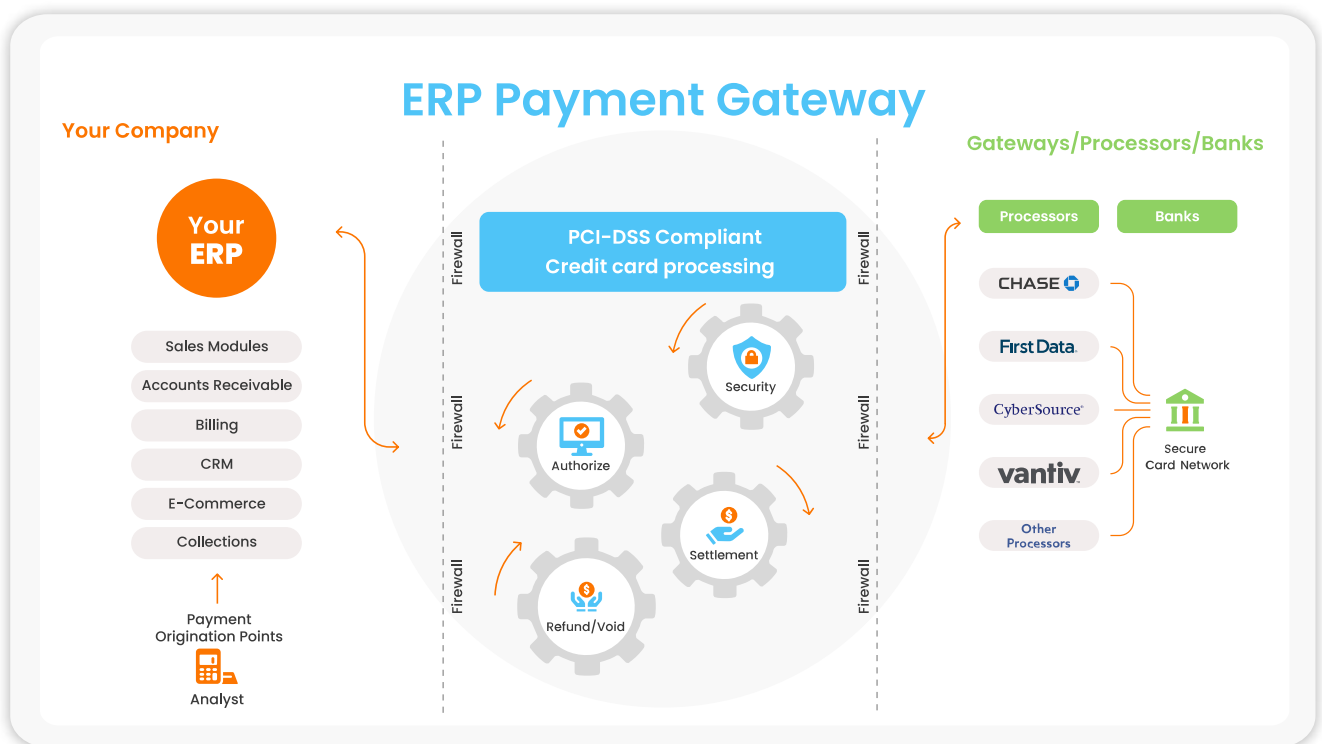 ERP Payment Gateway
Your Company
Your
ERP
Sales Modules
Accounts Receivable
Billing
CRM
E-Commerce
Collections
Payment
Origination Points
Analyst
Firewall
Firewall
Firewall
PCI-DSS Compliant
Credit card processing
Security
Authorize
Settlement
Refund/Void
Firewall
Firewall
Firewall
Gateways/Processors/Banks
Processors
Banks
CHASE
First Data.
CyberSource®
vantiv.
Other
Processors
Secure
Card Network